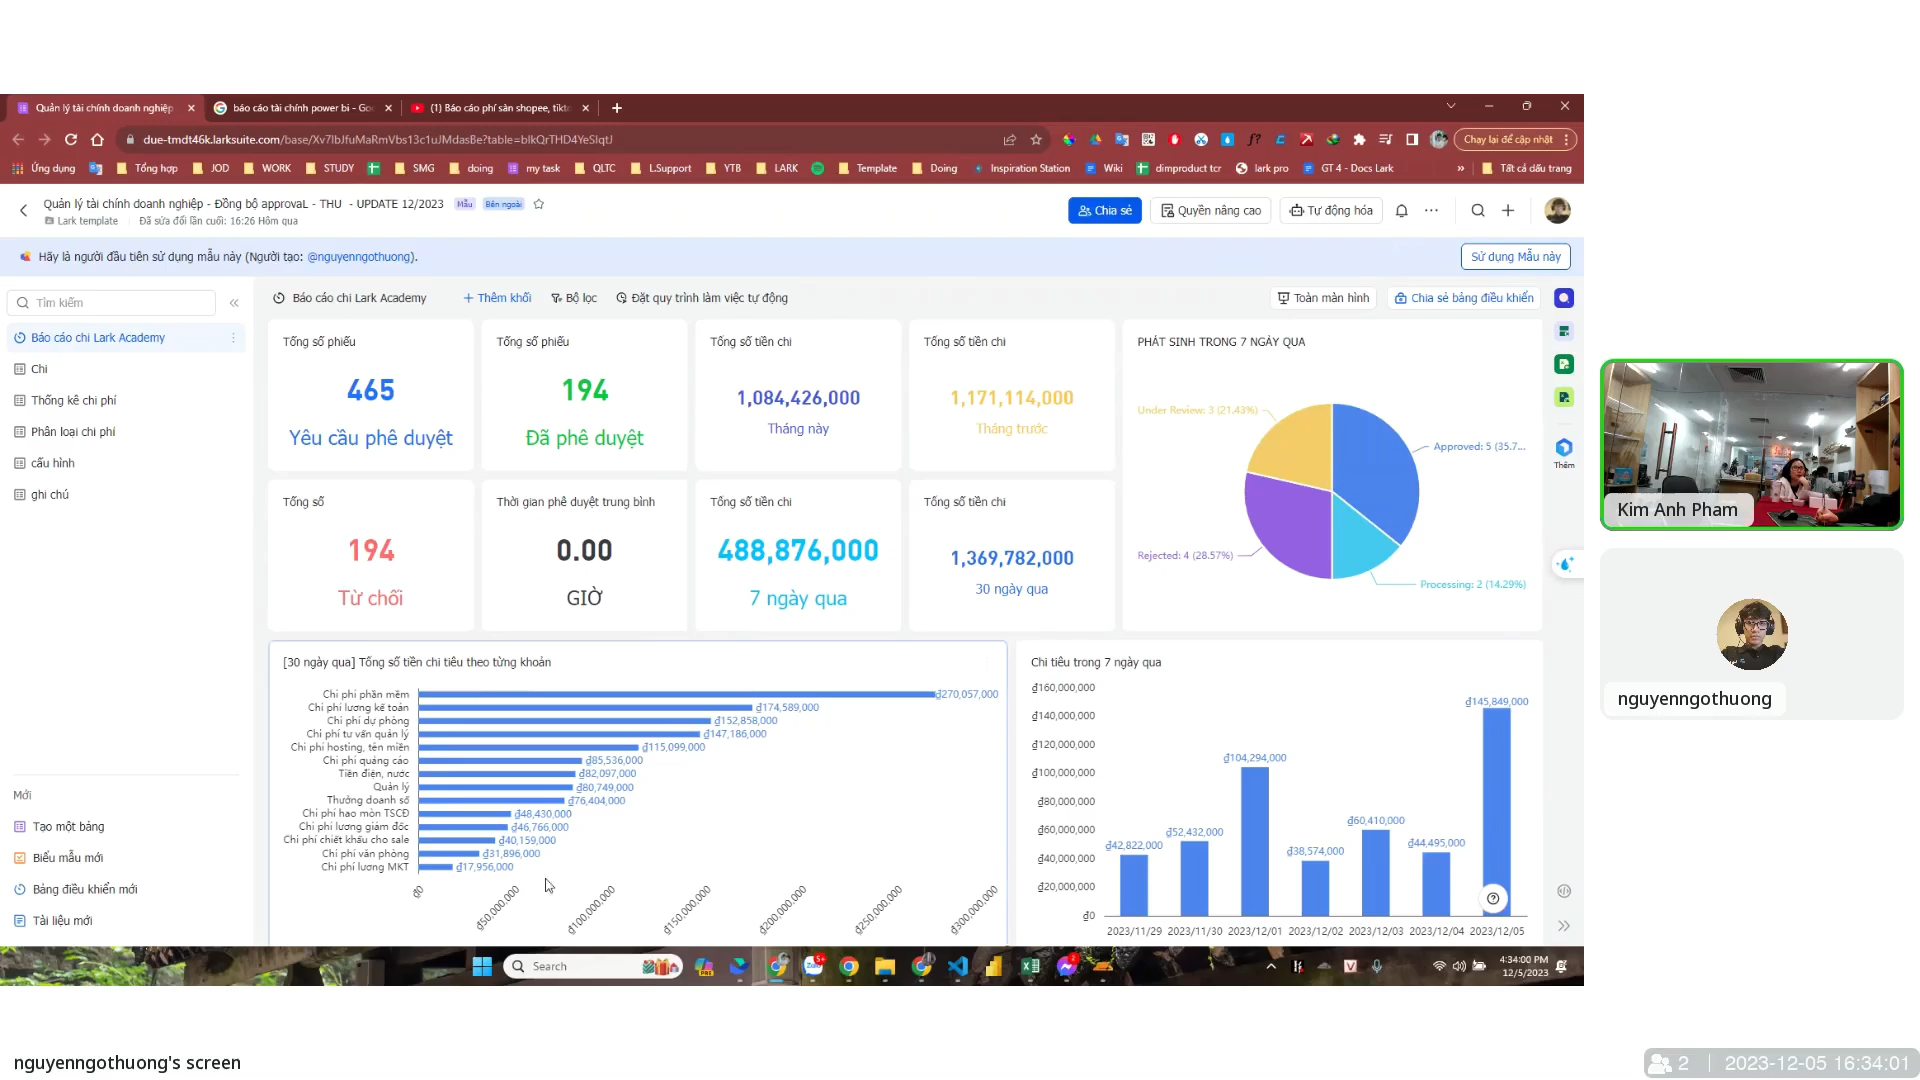 Quản lý tài chính doanh nghiệp
báo cáo tài chính power bi - Go
(1) Báo cáo phí sàn shopee, tikt
due-tmdt46k.larksuite.com/base/Xv7lbJfuMaRmVbs13c1uJMdasBe?table=blkQrTHD4YeSlqtJ
Chạy lại để cập nhật
Ứng dụng
Tổng hợp
JOD
WORK
STUDY
SMG
doing
my task
QLTC
L.Support
YTB
LARK
Template
Doing
Inspiration Station
Wiki
dimproduct tcr
lark pro
GT 4 - Docs Lark
»
Tất cả dấu trang
Quản lý tài chính doanh nghiệp - Đồng bộ approvaL - THU - UPDATE 12/2023
Mẫu
Bên ngoài
Lark template
Đã sửa đổi lần cuối: 16:26 Hôm qua
Chia sẻ
Quyền nâng cao
Tự động hóa
Hãy là người đầu tiên sử dụng mẫu này (Người tạo: @nguyenngothuong).
Sử dụng Mẫu này
Tìm kiếm
Báo cáo chi Lark Academy
Chi
Thống kê chi phí
Phân loại chi phí
cấu hình
ghi chú
Mới
Tạo một bảng
Biểu mẫu mới
Bảng điều khiển mới
Tài liệu mới
Báo cáo chi Lark Academy
+ Thêm khối
Bộ lọc
Đặt quy trình làm việc tự động
Toàn màn hình
Chia sẻ bảng điều khiển
Thêm
Tổng số phiếu
465
Yêu cầu phê duyệt
Tổng số phiếu
194
Đã phê duyệt
Tổng số tiền chi
1,084,426,000
Tháng này
Tổng số tiền chi
1,171,114,000
Tháng trước
Tổng số
194
Từ chối
Thời gian phê duyệt trung bình
0.00
GIỜ
Tổng số tiền chi
488,876,000
7 ngày qua
Tổng số tiền chi
1,369,782,000
30 ngày qua
PHÁT SINH TRONG 7 NGÀY QUA
Under Review: 3 (21.43%)
Approved: 5 (35.7...
Rejected: 4 (28.57%)
Processing: 2 (14.29%)
[30 ngày qua] Tổng số tiền chi tiêu theo từng khoản
Chi phí phần mềm ₫270,057,000
Chi phí lương kế toán ₫174,589,000
Chi phí dự phòng ₫152,858,000
Chi phí tư vấn quản lý ₫147,186,000
Chi phí hosting, tên miền ₫115,099,000
Chi phí quảng cáo ₫85,536,000
Tiền điện, nước ₫82,097,000
Quản lý ₫80,749,000
Thưởng doanh số ₫76,404,000
Chi phí hao mòn TSCĐ ₫48,430,000
Chi phí lương giám đốc ₫46,766,000
Chi phí chiết khấu cho sale ₫40,159,000
Chi phí văn phòng ₫31,896,000
Chi phí lương MKT ₫17,956,000
₫0 ₫50,000,000 ₫100,000,000 ₫150,000,000 ₫200,000,000 ₫250,000,000 ₫300,000,000
Chi tiêu trong 7 ngày qua
₫160,000,000
₫140,000,000
₫120,000,000
₫100,000,000
₫80,000,000
₫60,000,000
₫40,000,000
₫20,000,000
₫0
₫42,822,000
₫52,432,000
₫104,294,000
₫38,574,000
₫60,410,000
₫44,495,000
₫145,849,000
2023/11/29 2023/11/30 2023/12/01 2023/12/02 2023/12/03 2023/12/04 2023/12/05
Search
4:34:00 PM
12/5/2023
Kim Anh Pham
nguyenngothuong
nguyenngothuong's screen
2
2023-12-05 16:34:01